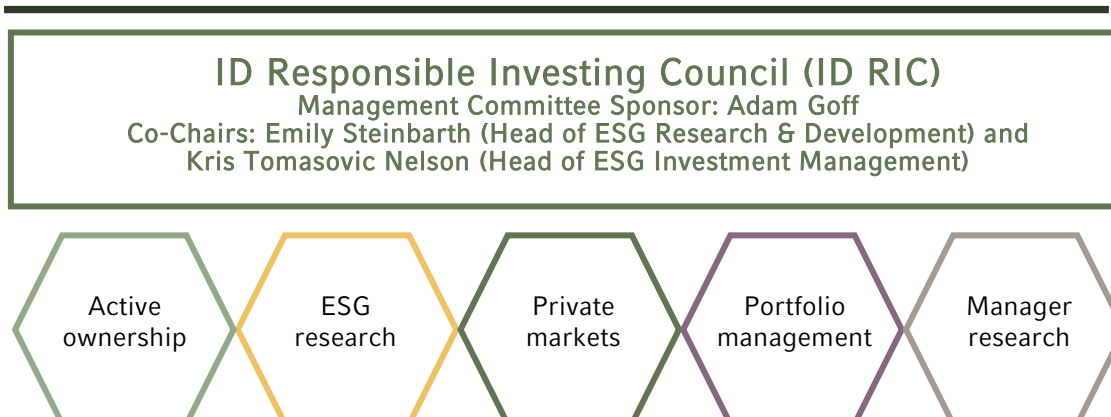 ID Responsible Investing Council (ID RIC)
Management Committee Sponsor: Adam Goff
Co-Chairs: Emily Steinbarth (Head of ESG Research & Development) and
Kris Tomasovic Nelson (Head of ESG Investment Management)
Active
ownership
ESG
research
Private
markets
Portfolio
management
Manager
research